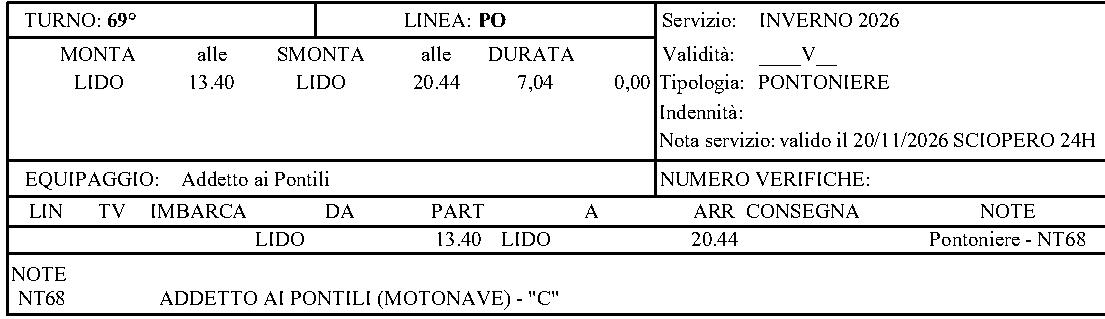 TURNO: 69° LINEA: PO Servizio: INVERNO 2026
MONTA alle SMONTA alle DURATA Validità: ____V__
LIDO 13.40 LIDO 20.44 7,04 0,00 Tipologia: PONTONIERE
Indennità:
Nota servizio: valido il 20/11/2026 SCIOPERO 24H
EQUIPAGGIO: Addetto ai Pontili NUMERO VERIFICHE:
LIN TV IMBARCA DA PART A ARR CONSEGNA NOTE
LIDO 13.40 LIDO 20.44 Pontoniere - NT68
NOTE
NT68 ADDETTO AI PONTILI (MOTONAVE) - "C"